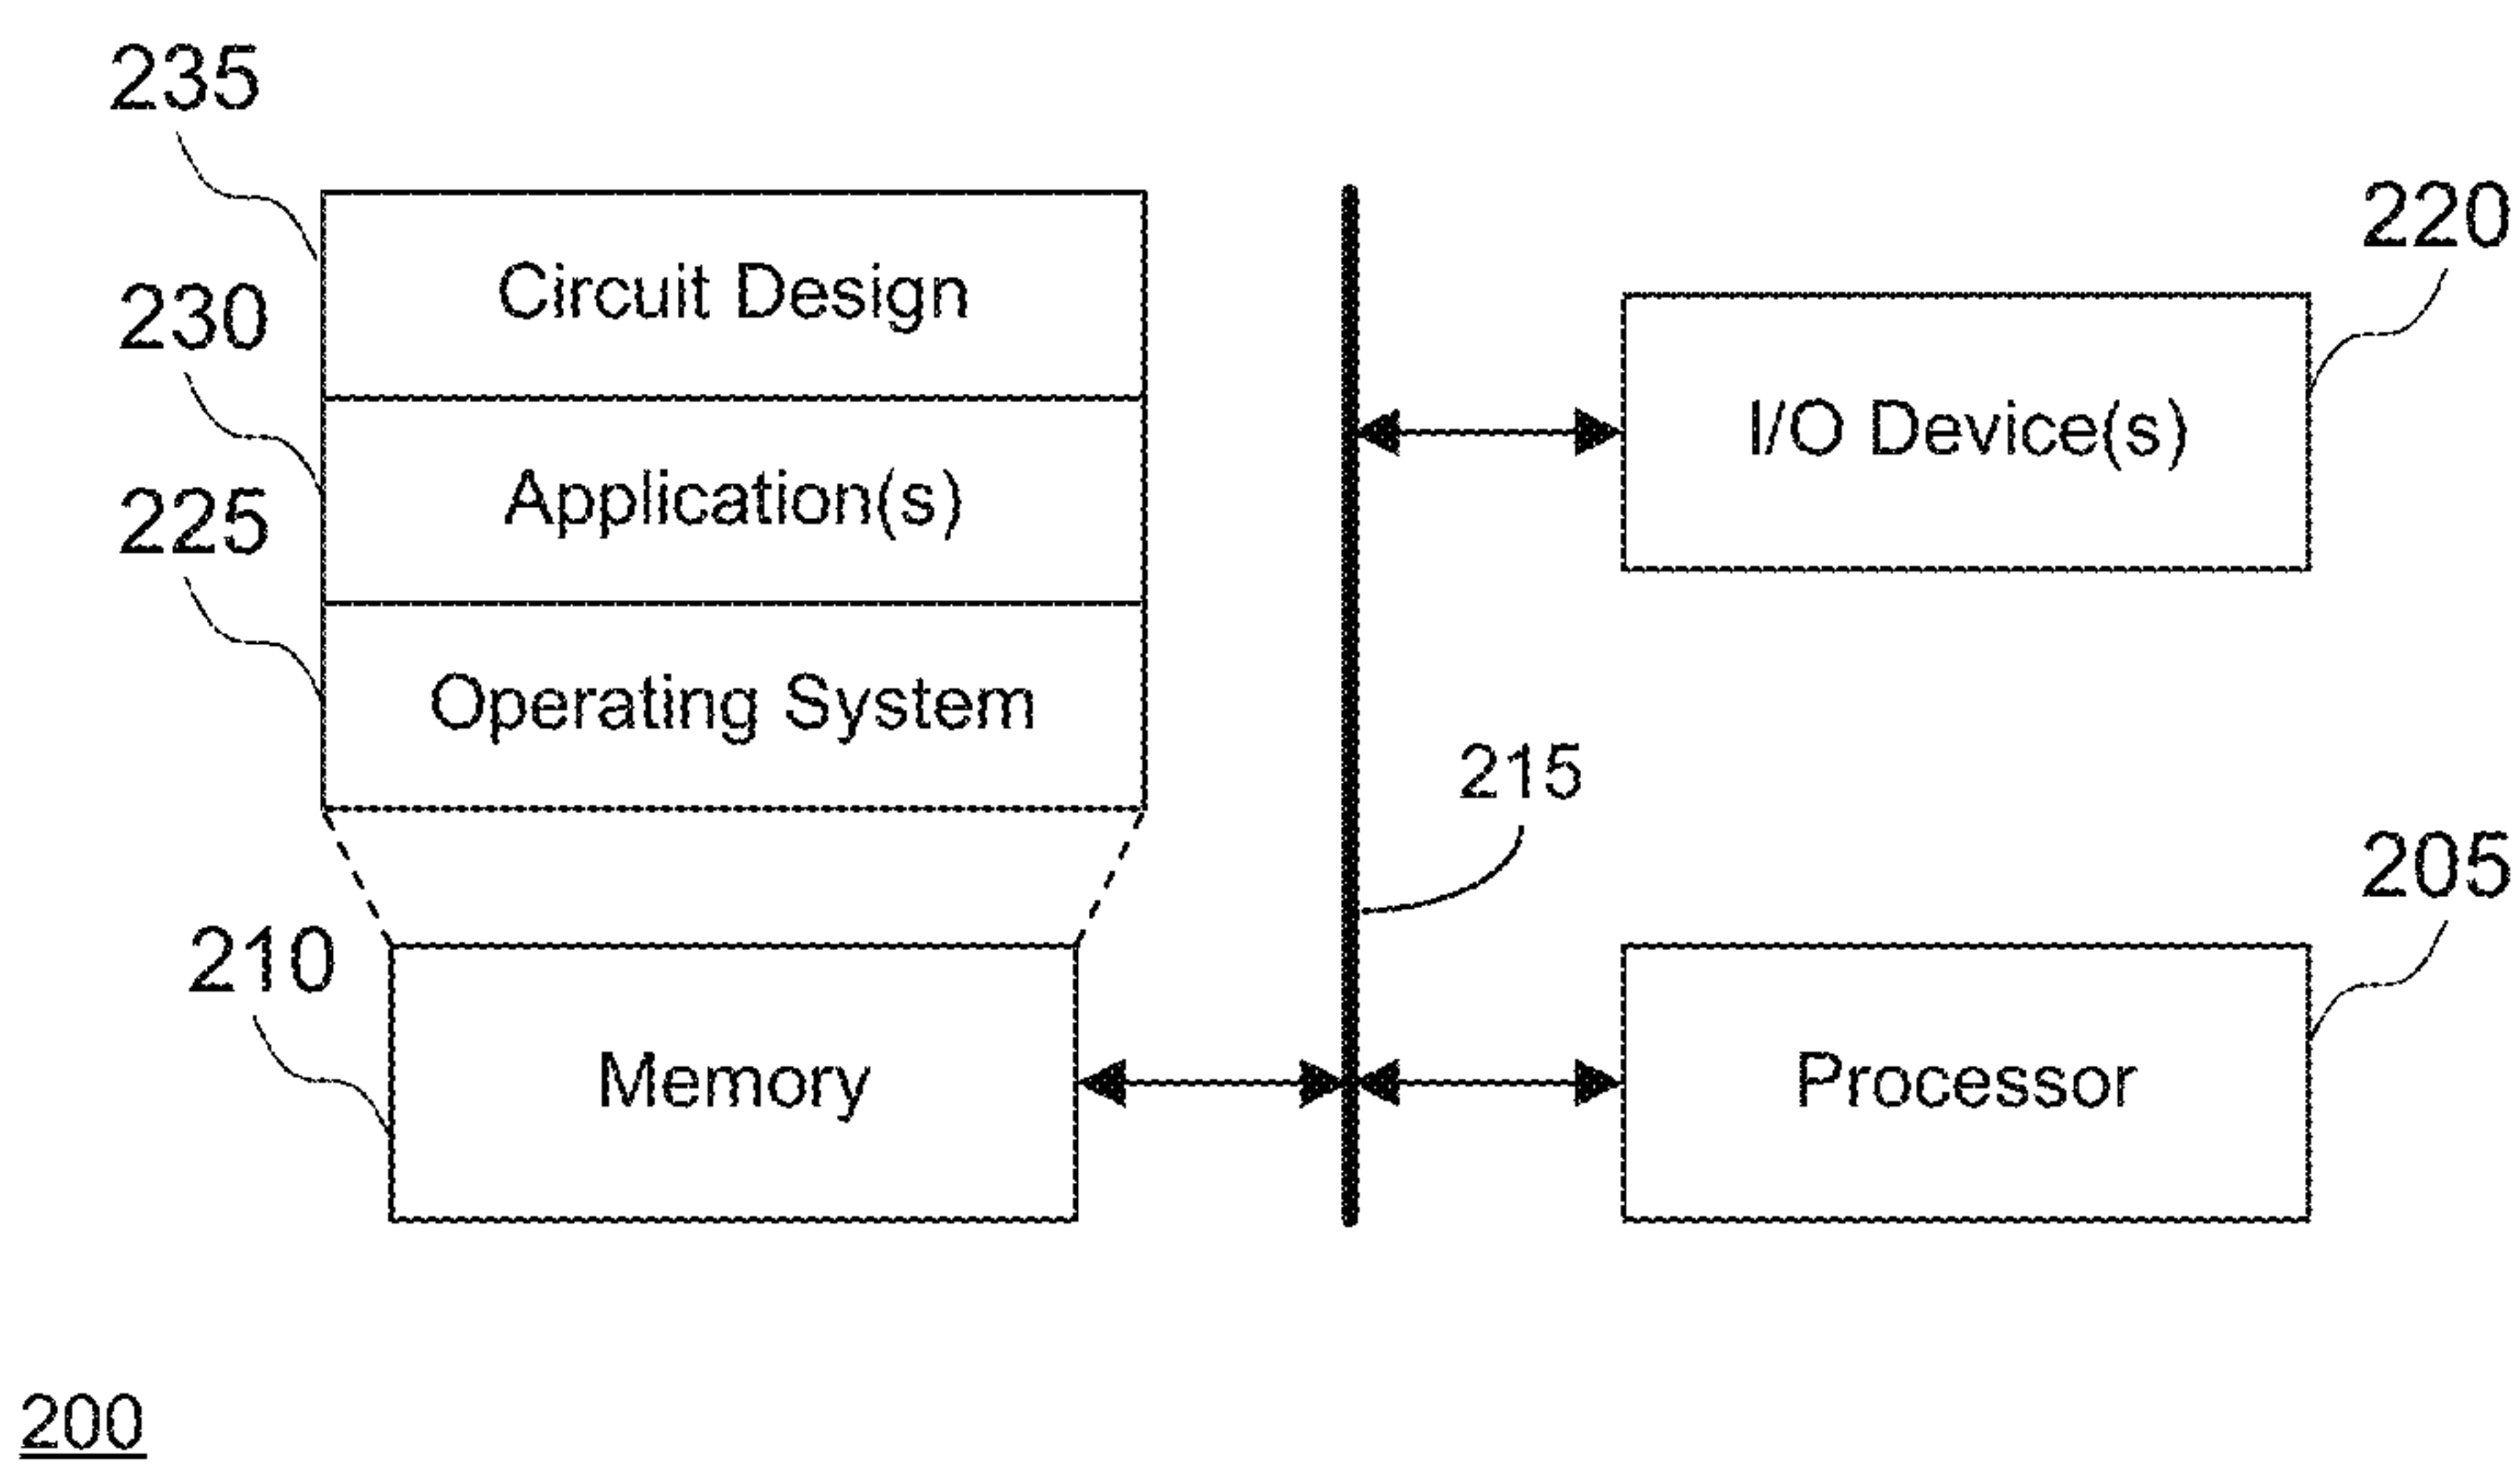 235
220
Circuit Design
230
I/O Device(s)
Application(s)
225
Operating System
215
205
210
Memory
Processor
200